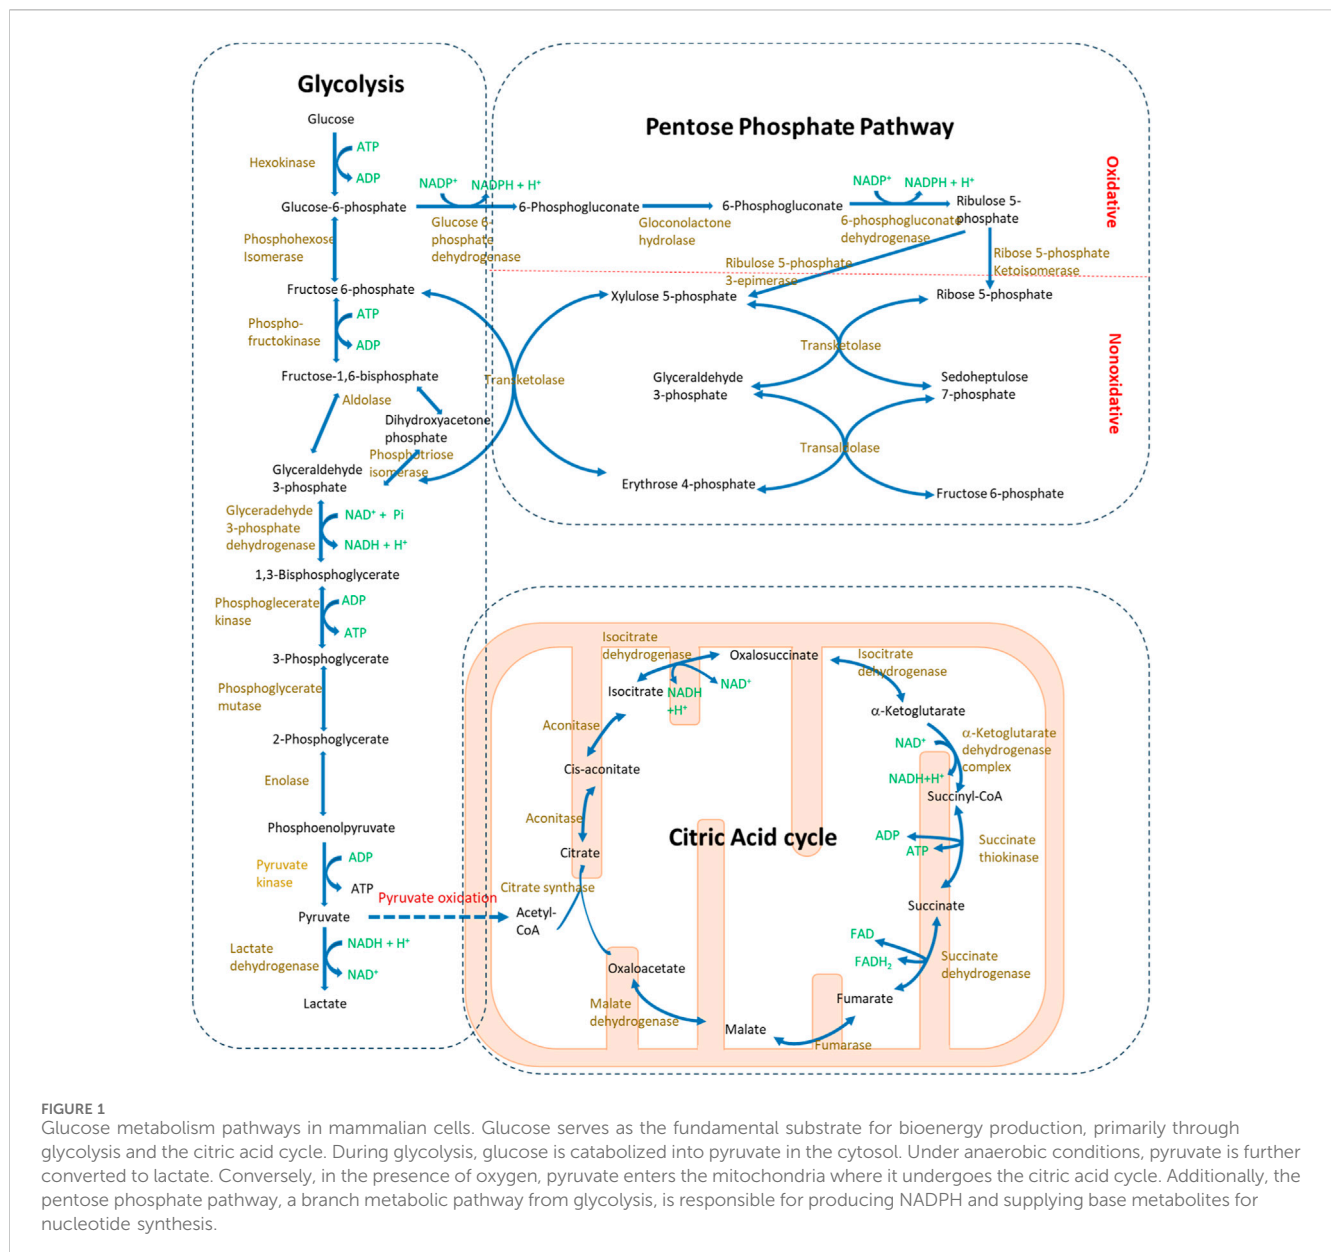 Glycolysis
Glucose
ATP
Hexokinase
ADP
Glucose-6-phosphate
Phosphohexose
Isomerase
Fructose 6-phosphate
ATP
Phospho-
fructokinase
ADP
Fructose-1,6-bisphosphate
Aldolase
Dihydroxyacetone
phosphate
Phosphotriose
isomerase
Glyceraldehyde
3-phosphate
Glyceradehyde
3-phosphate
dehydrogenase
NAD⁺ + Pi
NADH + H⁺
1,3-Bisphosphoglycerate
Phosphoglecerate
kinase
ADP
ATP
3-Phosphoglycerate
Phosphoglycerate
mutase
2-Phosphoglycerate
Enolase
Phosphoenolpyruvate
Pyruvate
kinase
ADP
ATP
Pyruvate
Pyruvate oxidation
Lactate
dehydrogenase
NADH + H⁺
NAD⁺
Lactate
Pentose Phosphate Pathway
Oxidative
NADP⁺
NADPH + H⁺
Glucose 6-
phosphate
dehydrogenase
6-Phosphogluconate
Gloconolactone
hydrolase
6-Phosphogluconate
NADP⁺
NADPH + H⁺
6-phosphogluconate
dehydrogenase
Ribulose 5-
phosphate
Ribulose 5-phosphate
3-epimerase
Ribose 5-phosphate
Ketoisomerase
Xylulose 5-phosphate
Ribose 5-phosphate
Nonoxidative
Transketolase
Transketolase
Glyceraldehyde
3-phosphate
Sedoheptulose
7-phosphate
Transaldolase
Erythrose 4-phosphate
Fructose 6-phosphate
Citric Acid cycle
Isocitrate
dehydrogenase
Oxalosuccinate
Isocitrate
dehydrogenase
Isocitrate
NADH
+H⁺
NAD⁺
α-Ketoglutarate
Aconitase
NAD⁺
α-Ketoglutarate
dehydrogenase
complex
NADH+H⁺
Cis-aconitate
Succinyl-CoA
Aconitase
ADP
ATP
Succinate
thiokinase
Citrate
Citrate synthase
Succinate
Acetyl-
CoA
FAD
FADH₂
Succinate
dehydrogenase
Oxaloacetate
Fumarate
Malate
dehydrogenase
Malate
Fumarase
FIGURE 1
Glucose metabolism pathways in mammalian cells. Glucose serves as the fundamental substrate for bioenergy production, primarily through
glycolysis and the citric acid cycle. During glycolysis, glucose is catabolized into pyruvate in the cytosol. Under anaerobic conditions, pyruvate is further
converted to lactate. Conversely, in the presence of oxygen, pyruvate enters the mitochondria where it undergoes the citric acid cycle. Additionally, the
pentose phosphate pathway, a branch metabolic pathway from glycolysis, is responsible for producing NADPH and supplying base metabolites for
nucleotide synthesis.